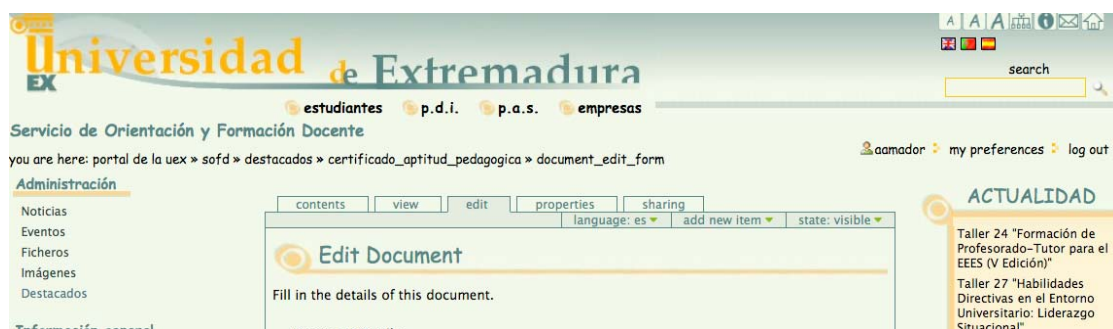 A A A
Universidad de Extremadura
EX
search
estudiantes p.d.i. p.a.s. empresas
Servicio de Orientación y Formación Docente
you are here: portal de la uex » sofd » destacados » certificado_aptitud_pedagogica » document_edit_form
aamador my preferences log out
Administración
Noticias
Eventos
Ficheros
Imágenes
Destacados
Información general
contents view edit properties sharing
language: es add new item state: visible
Edit Document
Fill in the details of this document.
ACTUALIDAD
Taller 24 "Formación de
Profesorado-Tutor para el
EEES (V Edición)"
Taller 27 "Habilidades
Directivas en el Entorno
Universitario: Liderazgo
Situacional"